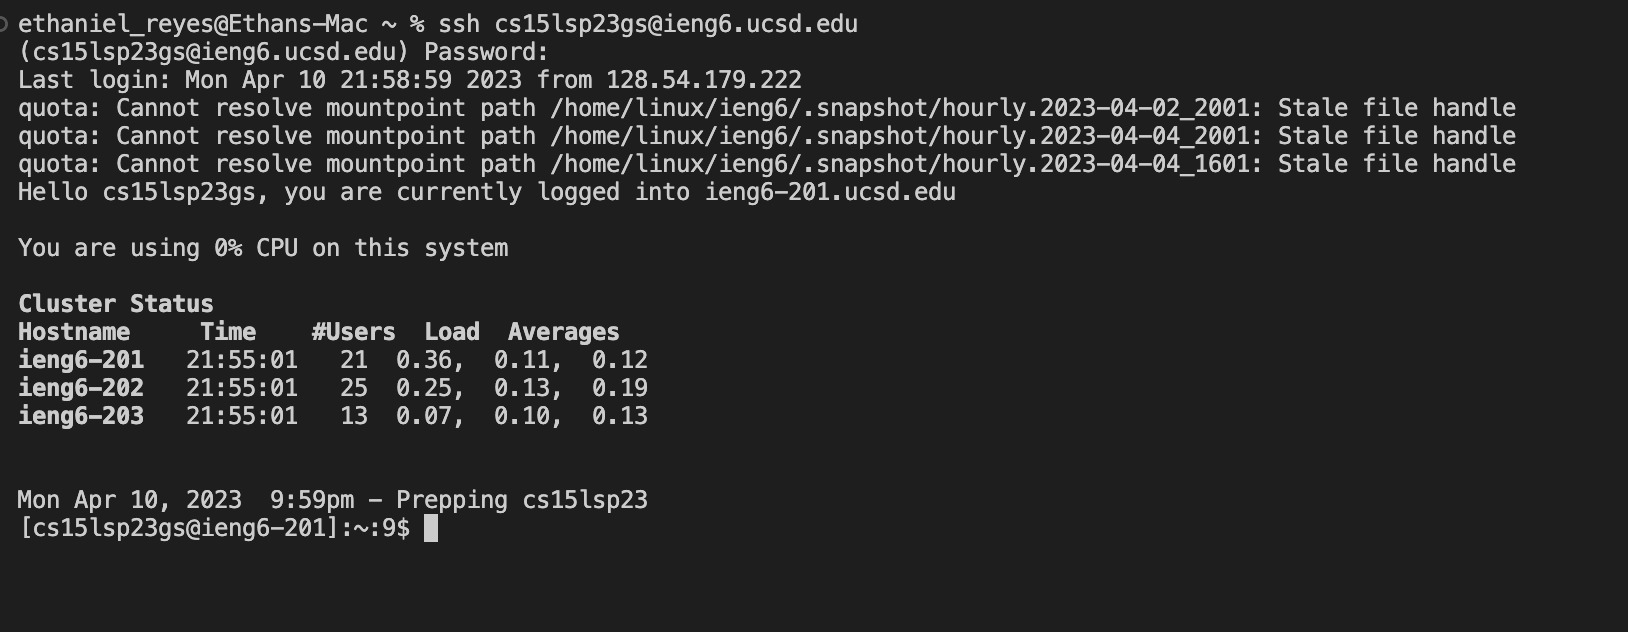 ethaniel_reyes@Ethans-Mac ~ % ssh cs15lsp23gs@ieng6.ucsd.edu
(cs15lsp23gs@ieng6.ucsd.edu) Password:
Last login: Mon Apr 10 21:58:59 2023 from 128.54.179.222
quota: Cannot resolve mountpoint path /home/linux/ieng6/.snapshot/hourly.2023-04-02_2001: Stale file handle
quota: Cannot resolve mountpoint path /home/linux/ieng6/.snapshot/hourly.2023-04-04_2001: Stale file handle
quota: Cannot resolve mountpoint path /home/linux/ieng6/.snapshot/hourly.2023-04-04_1601: Stale file handle
Hello cs15lsp23gs, you are currently logged into ieng6-201.ucsd.edu
You are using 0% CPU on this system
Cluster Status
Hostname     Time    #Users  Load  Averages
ieng6-201   21:55:01   21  0.36,  0.11,  0.12
ieng6-202   21:55:01   25  0.25,  0.13,  0.19
ieng6-203   21:55:01   13  0.07,  0.10,  0.13
Mon Apr 10, 2023  9:59pm - Prepping cs15lsp23
[cs15lsp23gs@ieng6-201]:~:9$